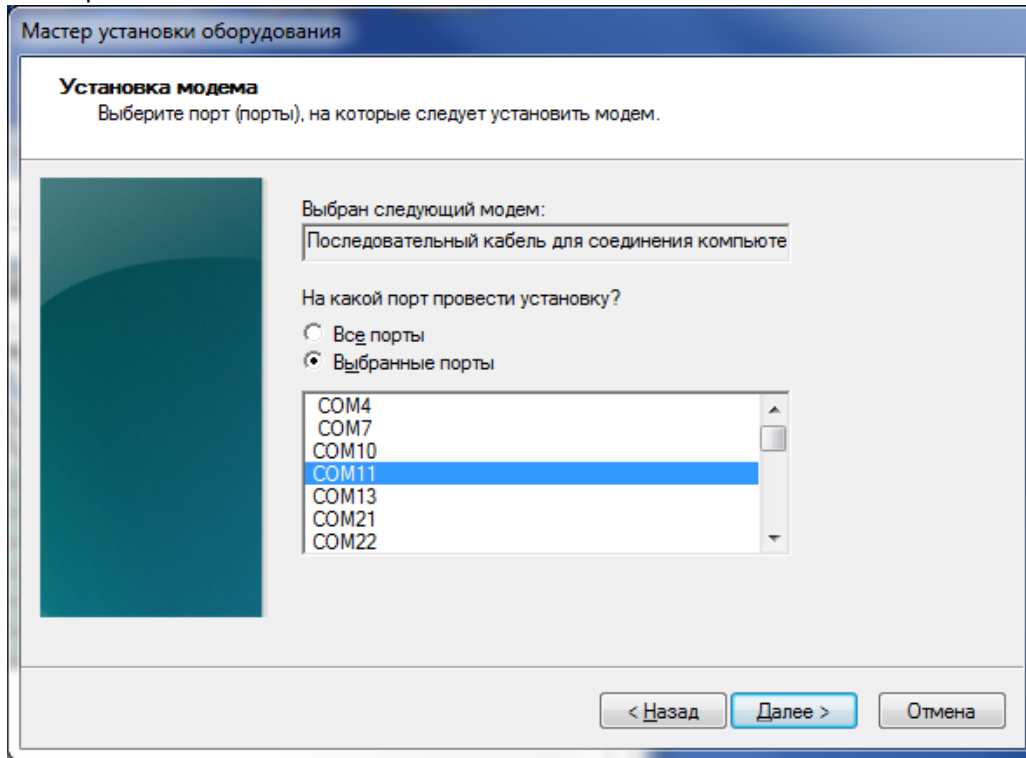 Мастер установки оборудования
Установка модема
Выберите порт (порты), на которые следует установить модем.
Выбран следующий модем:
Последовательный кабель для соединения компьюте
На какой порт провести установку?
Все порты
Выбранные порты
COM4
COM7
COM10
COM11
COM13
COM21
COM22
< Назад
Далее >
Отмена